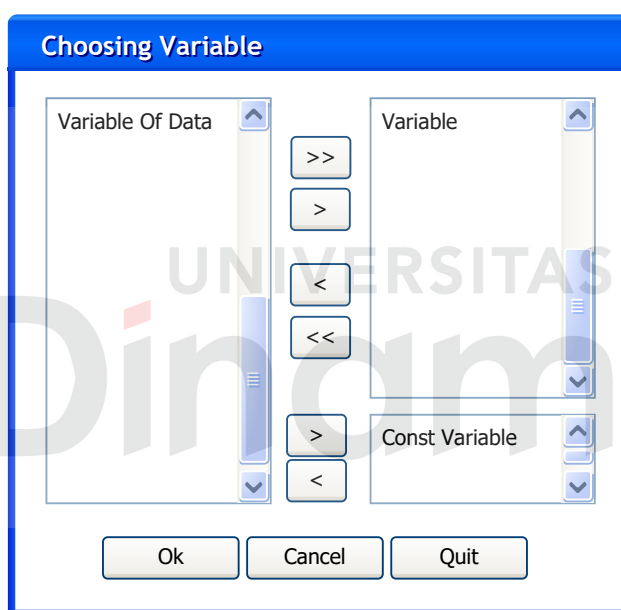 Choosing Variable
Variable Of Data
Variable
>>
>
<
<<
UNIVERSITAS
Dinam
>
<
Const Variable
Ok
Cancel
Quit